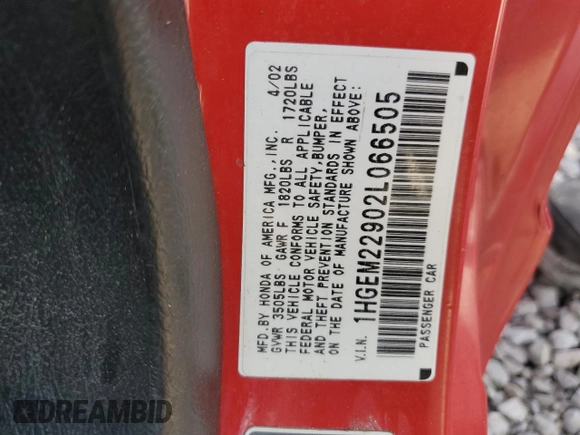 MFD.BY HONDA OF AMERICA MFG.,INC. 4/02
GVWR 3505LBS GAWR F 1820LBS R 1720LBS
THIS VEHICLE CONFORMS TO ALL APPLICABLE
FEDERAL MOTOR VEHICLE SAFETY,BUMPER,
AND THEFT PREVENTION STANDARDS IN EFFECT
ON THE DATE OF MANUFACTURE SHOWN ABOVE:
V.I.N. 1HGEM22902L066505
PASSENGER CAR
DREAMBID